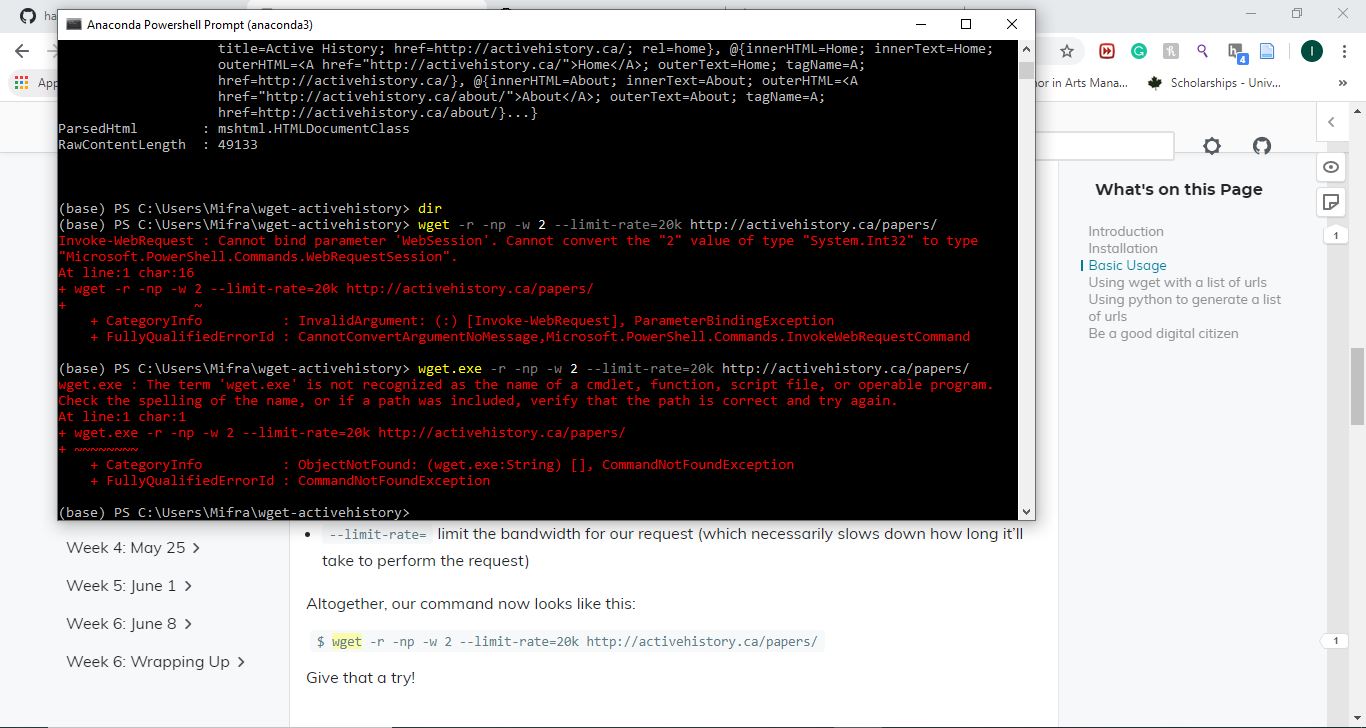 ha
Anaconda Powershell Prompt (anaconda3)
App
or in Arts Mana...
Scholarships - Univ...
»
I
4
title=Active History; href=http://activehistory.ca/; rel=home}, @{innerHTML=Home; innerText=Home;
outerHTML=<A href="http://activehistory.ca/">Home</A>; outerText=Home; tagName=A;
href=http://activehistory.ca/}, @{innerHTML=About; innerText=About; outerHTML=<A
href="http://activehistory.ca/about/">About</A>; outerText=About; tagName=A;
href=http://activehistory.ca/about/}...}
ParsedHtml : mshtml.HTMLDocumentClass
RawContentLength : 49133
(base) PS C:\Users\Mifra\wget-activehistory> dir
(base) PS C:\Users\Mifra\wget-activehistory> wget -r -np -w 2 --limit-rate=20k http://activehistory.ca/papers/
Invoke-WebRequest : Cannot bind parameter 'WebSession'. Cannot convert the "2" value of type "System.Int32" to type
"Microsoft.PowerShell.Commands.WebRequestSession".
At line:1 char:16
+ wget -r -np -w 2 --limit-rate=20k http://activehistory.ca/papers/
+ ~
+ CategoryInfo : InvalidArgument: (:) [Invoke-WebRequest], ParameterBindingException
+ FullyQualifiedErrorId : CannotConvertArgumentNoMessage,Microsoft.PowerShell.Commands.InvokeWebRequestCommand
(base) PS C:\Users\Mifra\wget-activehistory> wget.exe -r -np -w 2 --limit-rate=20k http://activehistory.ca/papers/
wget.exe : The term 'wget.exe' is not recognized as the name of a cmdlet, function, script file, or operable program.
Check the spelling of the name, or if a path was included, verify that the path is correct and try again.
At line:1 char:1
+ wget.exe -r -np -w 2 --limit-rate=20k http://activehistory.ca/papers/
+ ~~~~~~~~
+ CategoryInfo : ObjectNotFound: (wget.exe:String) [], CommandNotFoundException
+ FullyQualifiedErrorId : CommandNotFoundException
(base) PS C:\Users\Mifra\wget-activehistory>
Week 4: May 25
Week 5: June 1
Week 6: June 8
Week 6: Wrapping Up
• --limit-rate= limit the bandwidth for our request (which necessarily slows down how long it'll
take to perform the request)
Altogether, our command now looks like this:
$ wget -r -np -w 2 --limit-rate=20k http://activehistory.ca/papers/
Give that a try!
What's on this Page
Introduction
Installation
Basic Usage
Using wget with a list of urls
Using python to generate a list
of urls
Be a good digital citizen
1
1